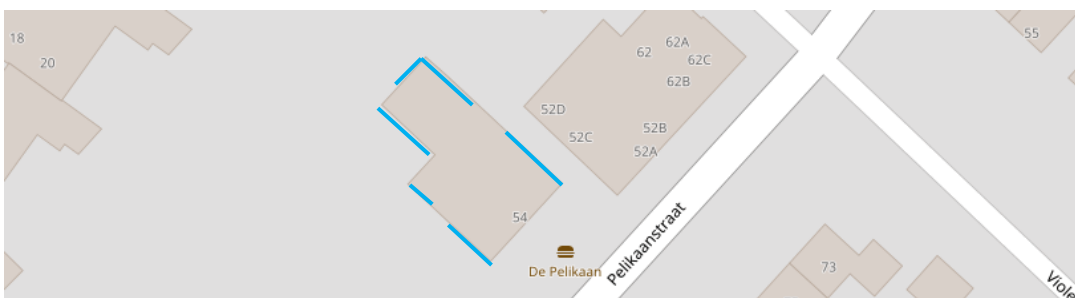 18
20
62
62A
62C
62B
55
52D
52C
52B
52A
54
De Pelikaan
Pelikaanstraat
73
Viole